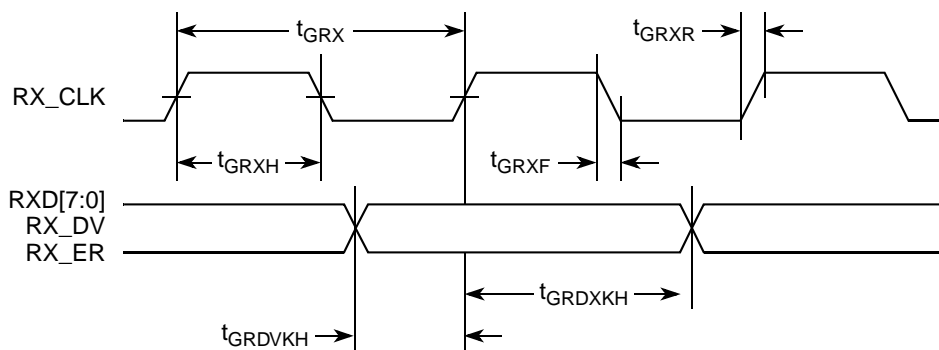 tGRX
tGRXR
RX_CLK
tGRXH
tGRXF
RXD[7:0]
RX_DV
RX_ER
tGRDXKH
tGRDVKH